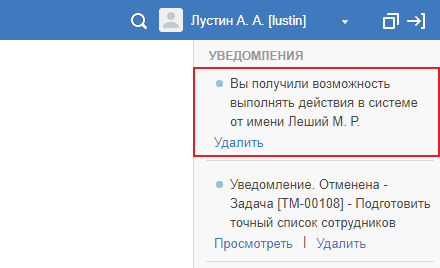 Лустин А. А. [lustin]
УВЕДОМЛЕНИЯ
Вы получили возможность
выполнять действия в системе
от имени Леший М. Р.
Удалить
Уведомление. Отменена -
Задача [TM-00108] - Подготовить
точный список сотрудников
Просмотреть | Удалить